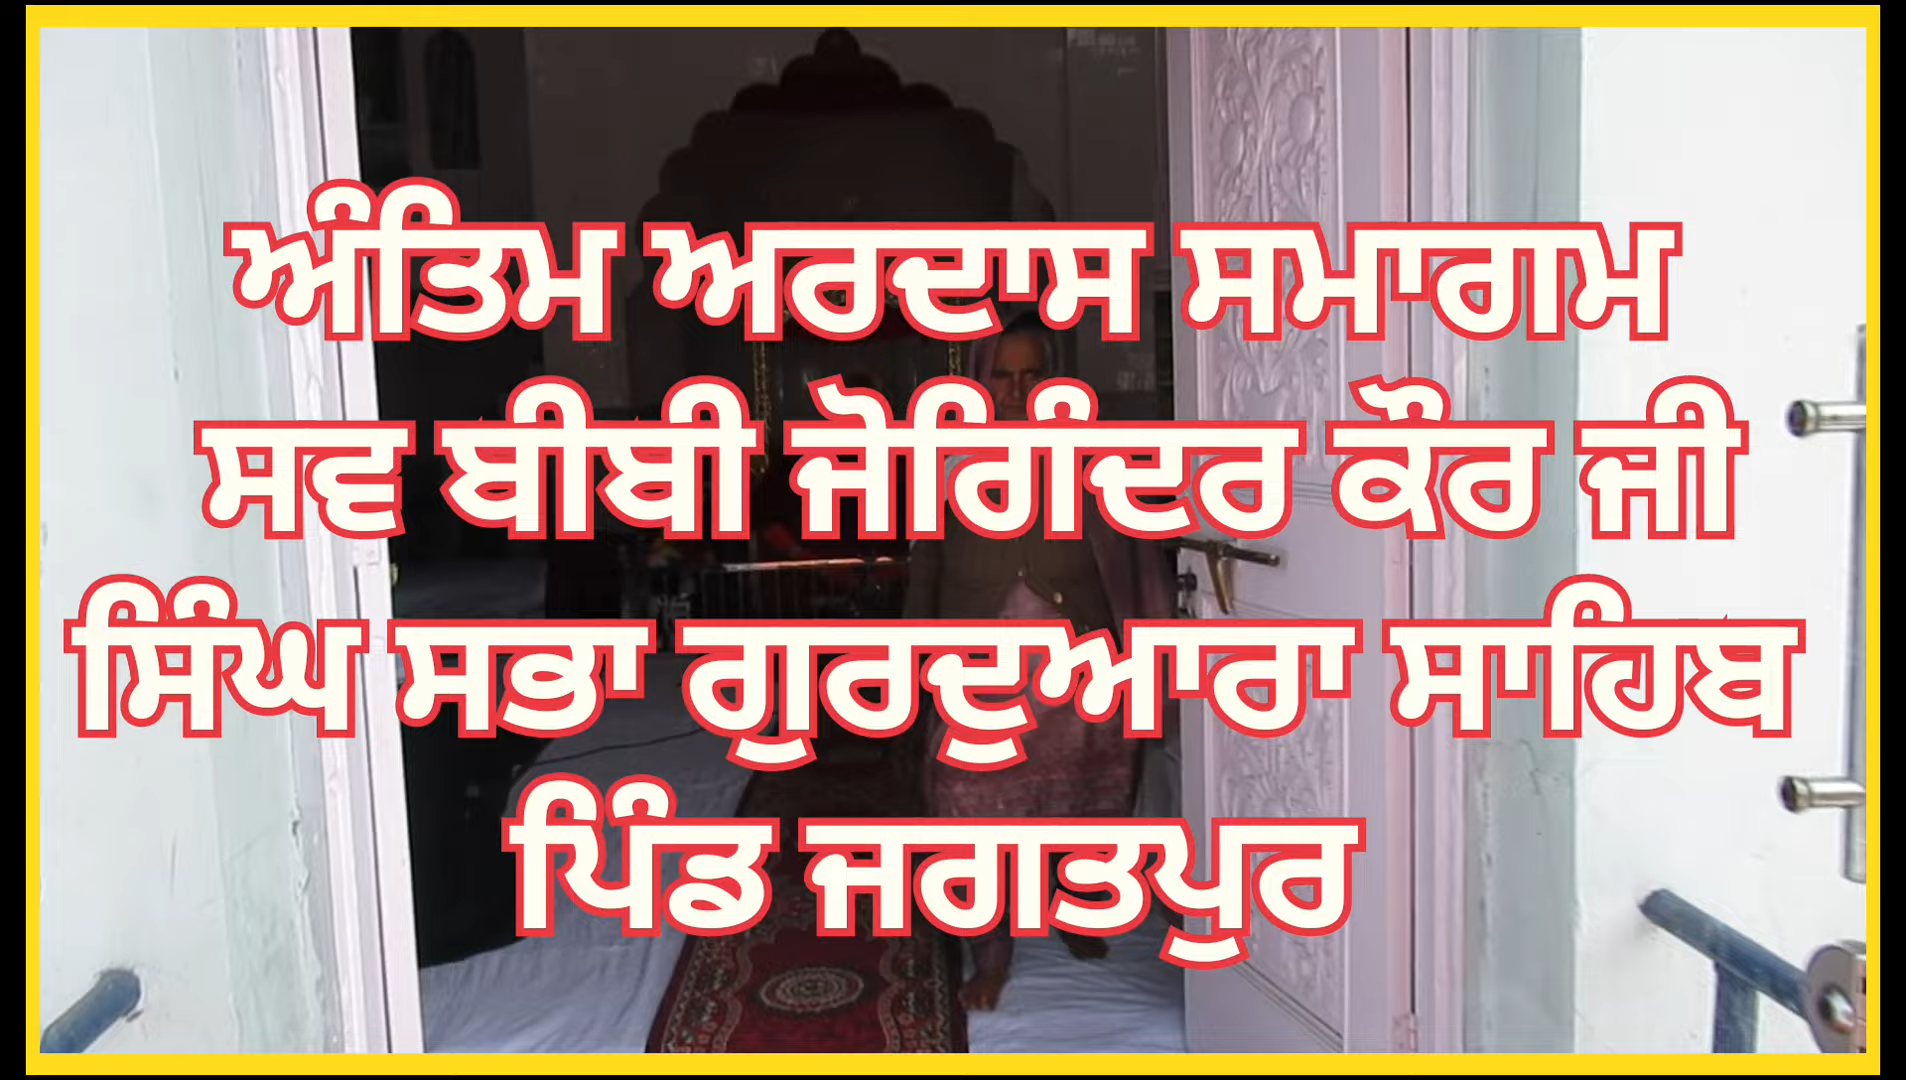 ਅੰਤਿਮ ਅਰਦਾਸ ਸਮਾਗਮ
ਸਵ ਬੀਬੀ ਜੋਗਿੰਦਰ ਕੌਰ ਜੀ
ਸਿੰਘ ਸਭਾ ਗੁਰਦੁਆਰਾ ਸਾਹਿਬ
ਪਿੰਡ ਜਗਤਪੁਰ